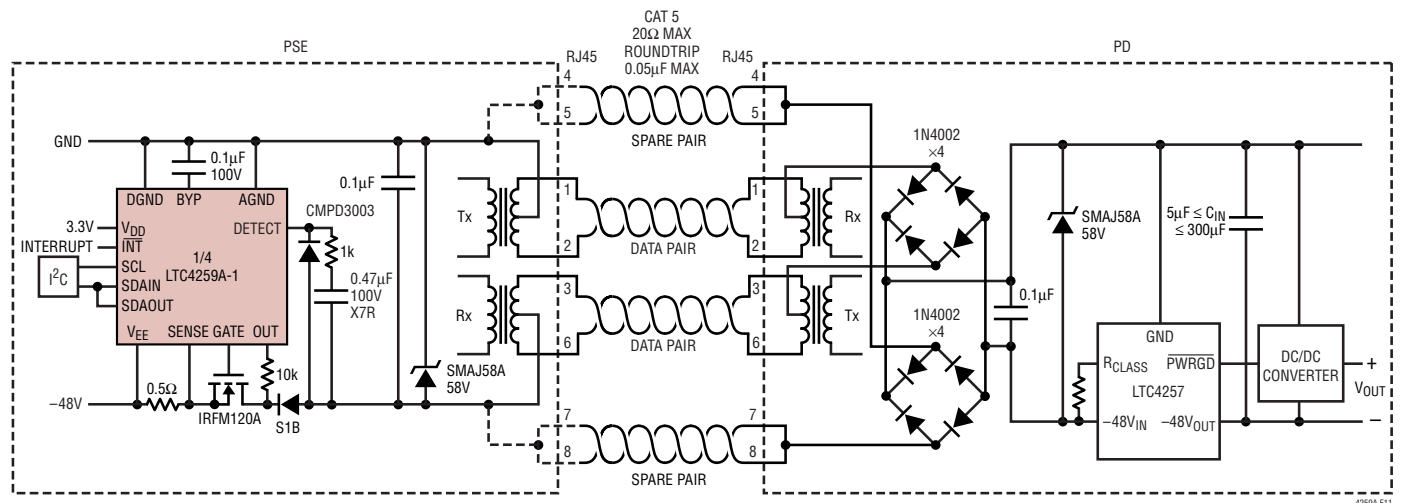 PSE
CAT 5
20Ω MAX
ROUNDTRIP
0.05µF MAX
PD
RJ45
RJ45
4
5
4
5
SPARE PAIR
GND
0.1µF
100V
0.1µF
DGND
BYP
AGND
CMPD3003
3.3V
VDD
DETECT
INTERRUPT
INT
1k
1/4
LTC4259A-1
SCL
I2C
SDAIN
SDAOUT
0.47µF
100V
X7R
VEE
SENSE
GATE
OUT
10k
0.5Ω
–48V
IRFM120A
S1B
SMAJ58A
58V
Tx
1
2
DATA PAIR
1
2
Rx
Rx
3
6
DATA PAIR
3
6
Tx
7
8
SPARE PAIR
7
8
1N4002
×4
1N4002
×4
0.1µF
SMAJ58A
58V
5µF ≤ CIN
≤ 300µF
GND
RCLASS
PWRGD
LTC4257
–48VIN
–48VOUT
DC/DC
CONVERTER
+
VOUT
–
4259A F11